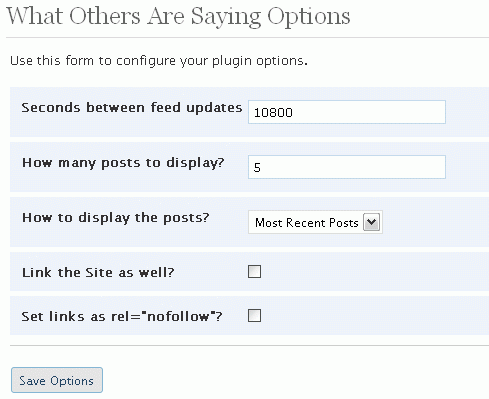 What Others Are Saying Options
Use this form to configure your plugin options.
Seconds between feed updates 10800
How many posts to display? 5
How to display the posts? Most Recent Posts
Link the Site as well?
Set links as rel="nofollow"?
Save Options